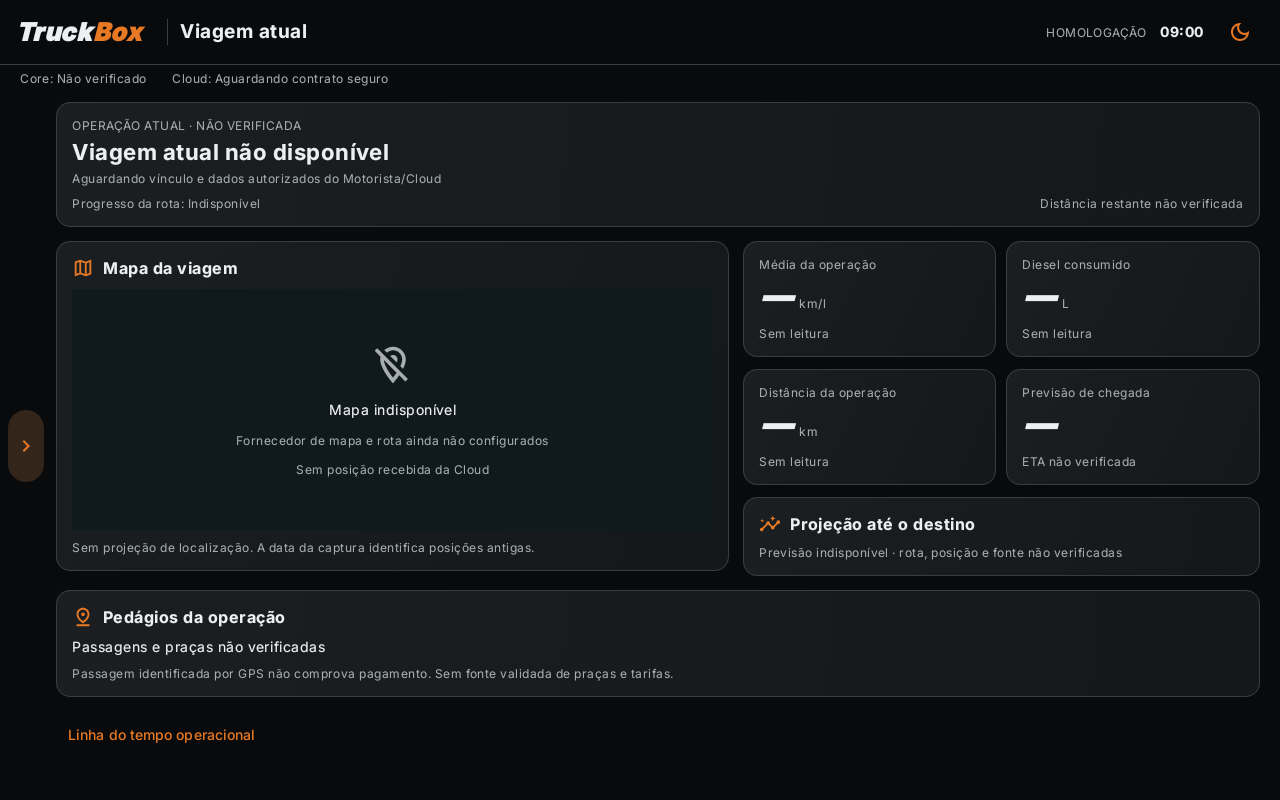 TruckBox
Viagem atual
HOMOLOGAÇÃO 09:00
Core: Não verificado
Cloud: Aguardando contrato seguro
OPERAÇÃO ATUAL · NÃO VERIFICADA
Viagem atual não disponível
Aguardando vínculo e dados autorizados do Motorista/Cloud
Progresso da rota: Indisponível
Distância restante não verificada
Mapa da viagem
Mapa indisponível
Fornecedor de mapa e rota ainda não configurados
Sem posição recebida da Cloud
Sem projeção de localização. A data da captura identifica posições antigas.
Média da operação
— km/l
Sem leitura
Diesel consumido
— L
Sem leitura
Distância da operação
— km
Sem leitura
Previsão de chegada
—
ETA não verificada
Projeção até o destino
Previsão indisponível · rota, posição e fonte não verificadas
Pedágios da operação
Passagens e praças não verificadas
Passagem identificada por GPS não comprova pagamento. Sem fonte validada de praças e tarifas.
Linha do tempo operacional